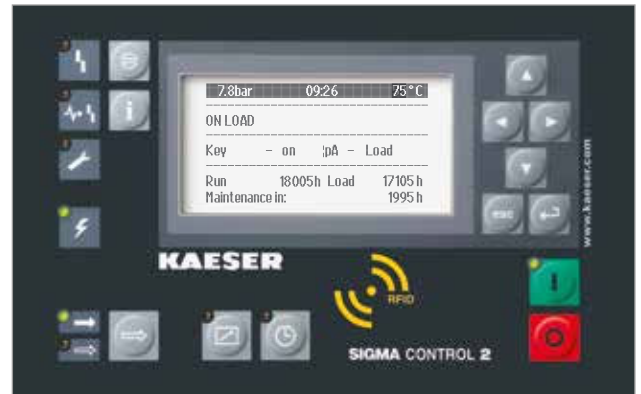 7.8bar 09:26 75°C
ON LOAD
Key - on ¦pA - Load
Run 18005h Load 17105h
Maintenance in: 1995h
esc
KAESER
RFID
SIGMA CONTROL 2
www.kaeser.com